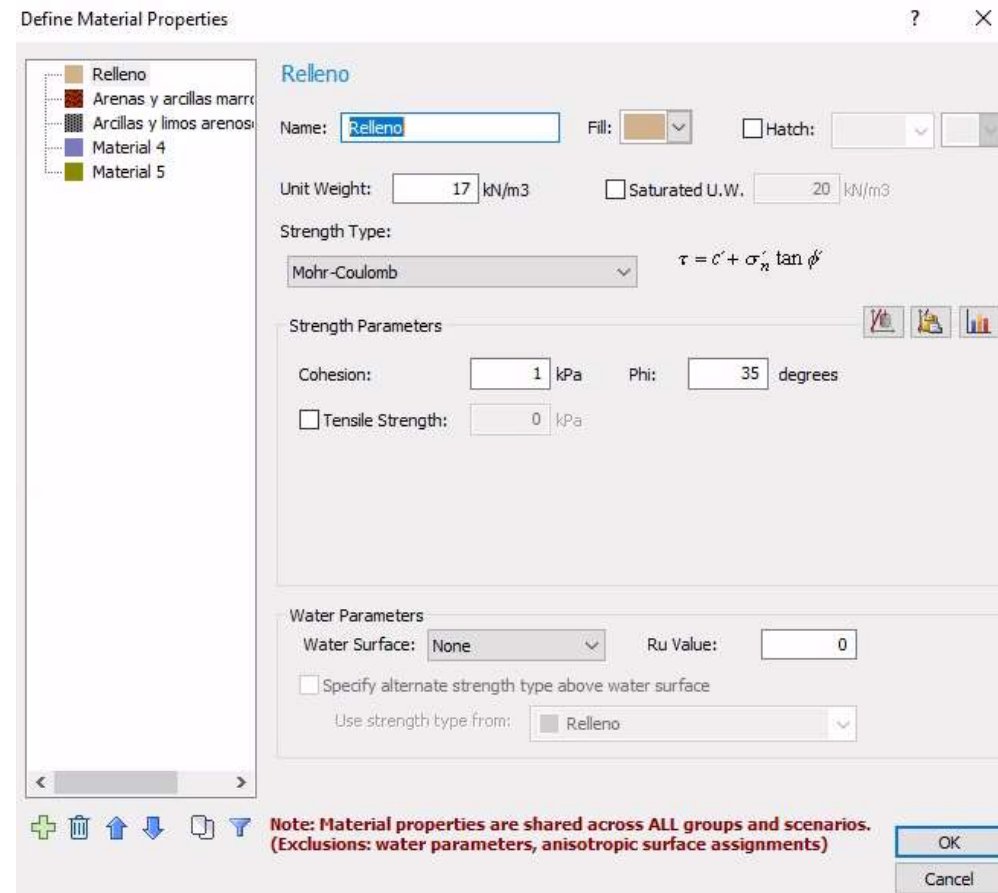 Define Material Properties ? ×
Relleno
Arenas y arcillas marr
Arcillas y limos arenos
Material 4
Material 5
Relleno
Name: Relleno Fill: Hatch:
Unit Weight: 17 kN/m3 Saturated U.W. 20 kN/m3
Strength Type:
Mohr-Coulomb τ = c′ + σ′n tan ϕ′
Strength Parameters
Cohesion: 1 kPa Phi: 35 degrees
Tensile Strength: 0 kPa
Water Parameters
Water Surface: None Ru Value: 0
Specify alternate strength type above water surface
Use strength type from: Relleno
Note: Material properties are shared across ALL groups and scenarios.
(Exclusions: water parameters, anisotropic surface assignments)
OK
Cancel